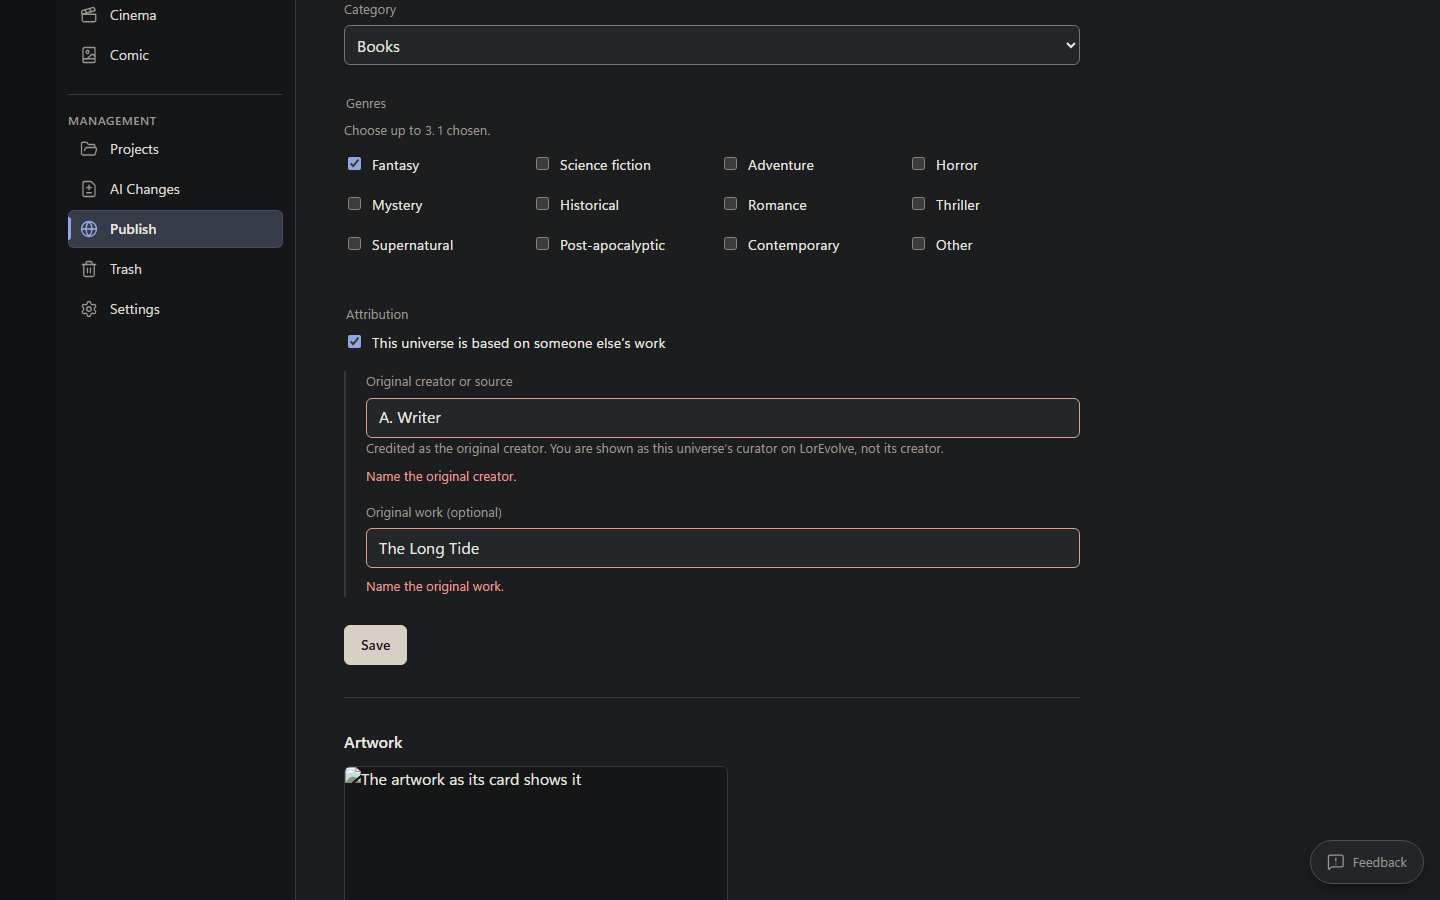 Cinema
Comic
MANAGEMENT
Projects
AI Changes
Publish
Trash
Settings
Category
Books
Genres
Choose up to 3. 1 chosen.
Fantasy
Science fiction
Adventure
Horror
Mystery
Historical
Romance
Thriller
Supernatural
Post-apocalyptic
Contemporary
Other
Attribution
This universe is based on someone else’s work
Original creator or source
A. Writer
Credited as the original creator. You are shown as this universe’s curator on LorEvolve, not its creator.
Name the original creator.
Original work (optional)
The Long Tide
Name the original work.
Save
Artwork
The artwork as its card shows it
Feedback